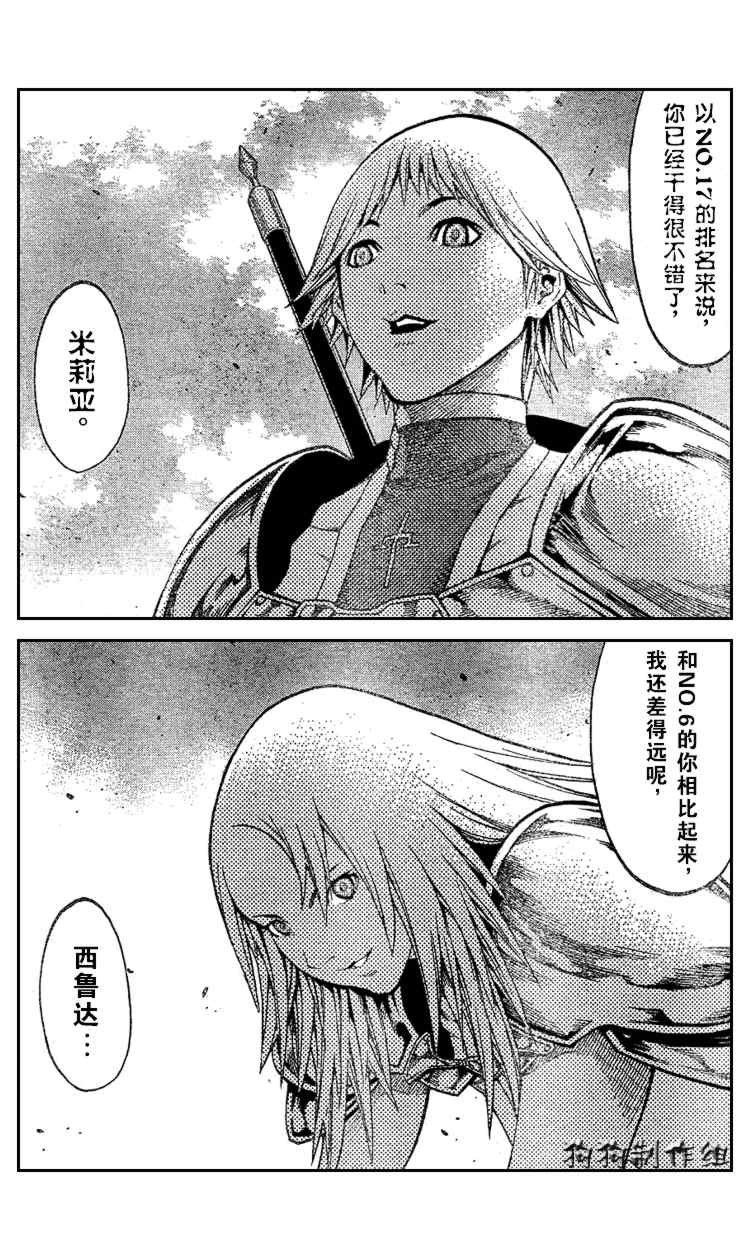 以NO.17的排名来说，
你已经干得很不错了，
米莉亚。
和NO.6的你相比起来，
我还差得远呢，
西鲁达…
狗狗制作组